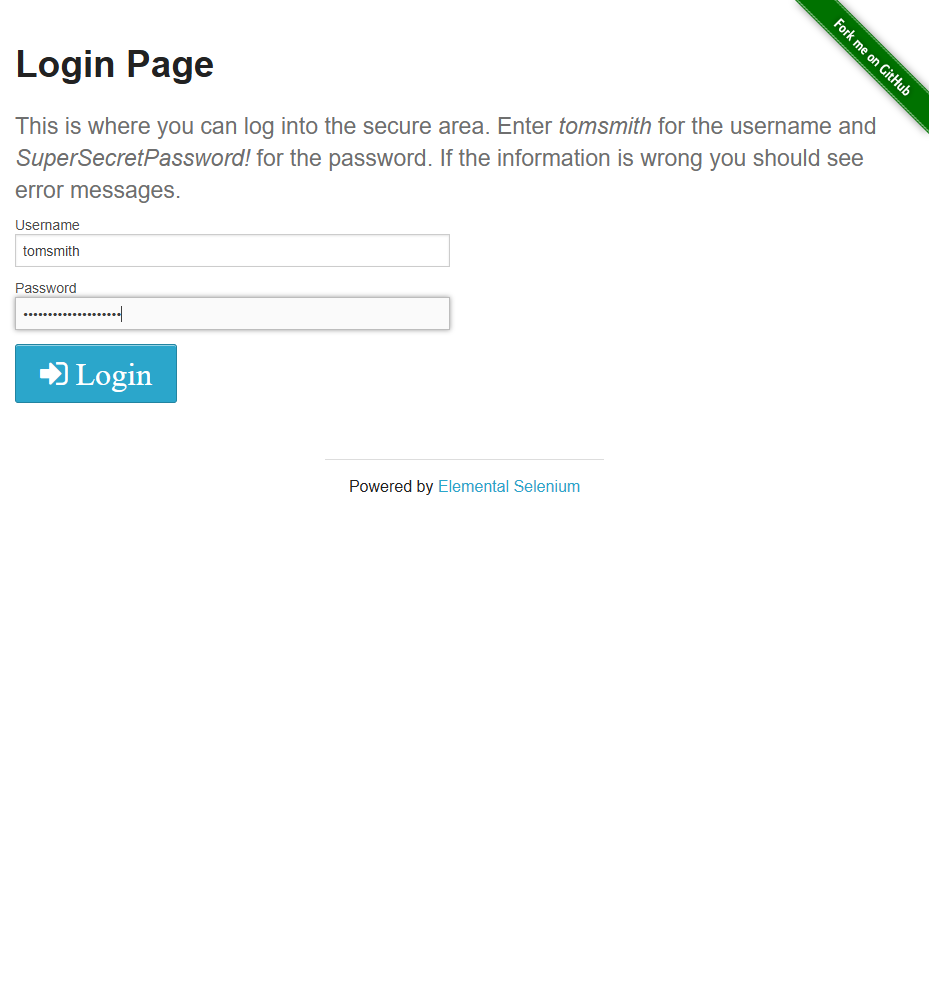 Fork me on GitHub
Login Page
This is where you can log into the secure area. Enter tomsmith for the username and
SuperSecretPassword! for the password. If the information is wrong you should see
error messages.
Username
tomsmith
Password
••••••••••••••••••••
Login
Powered by Elemental Selenium